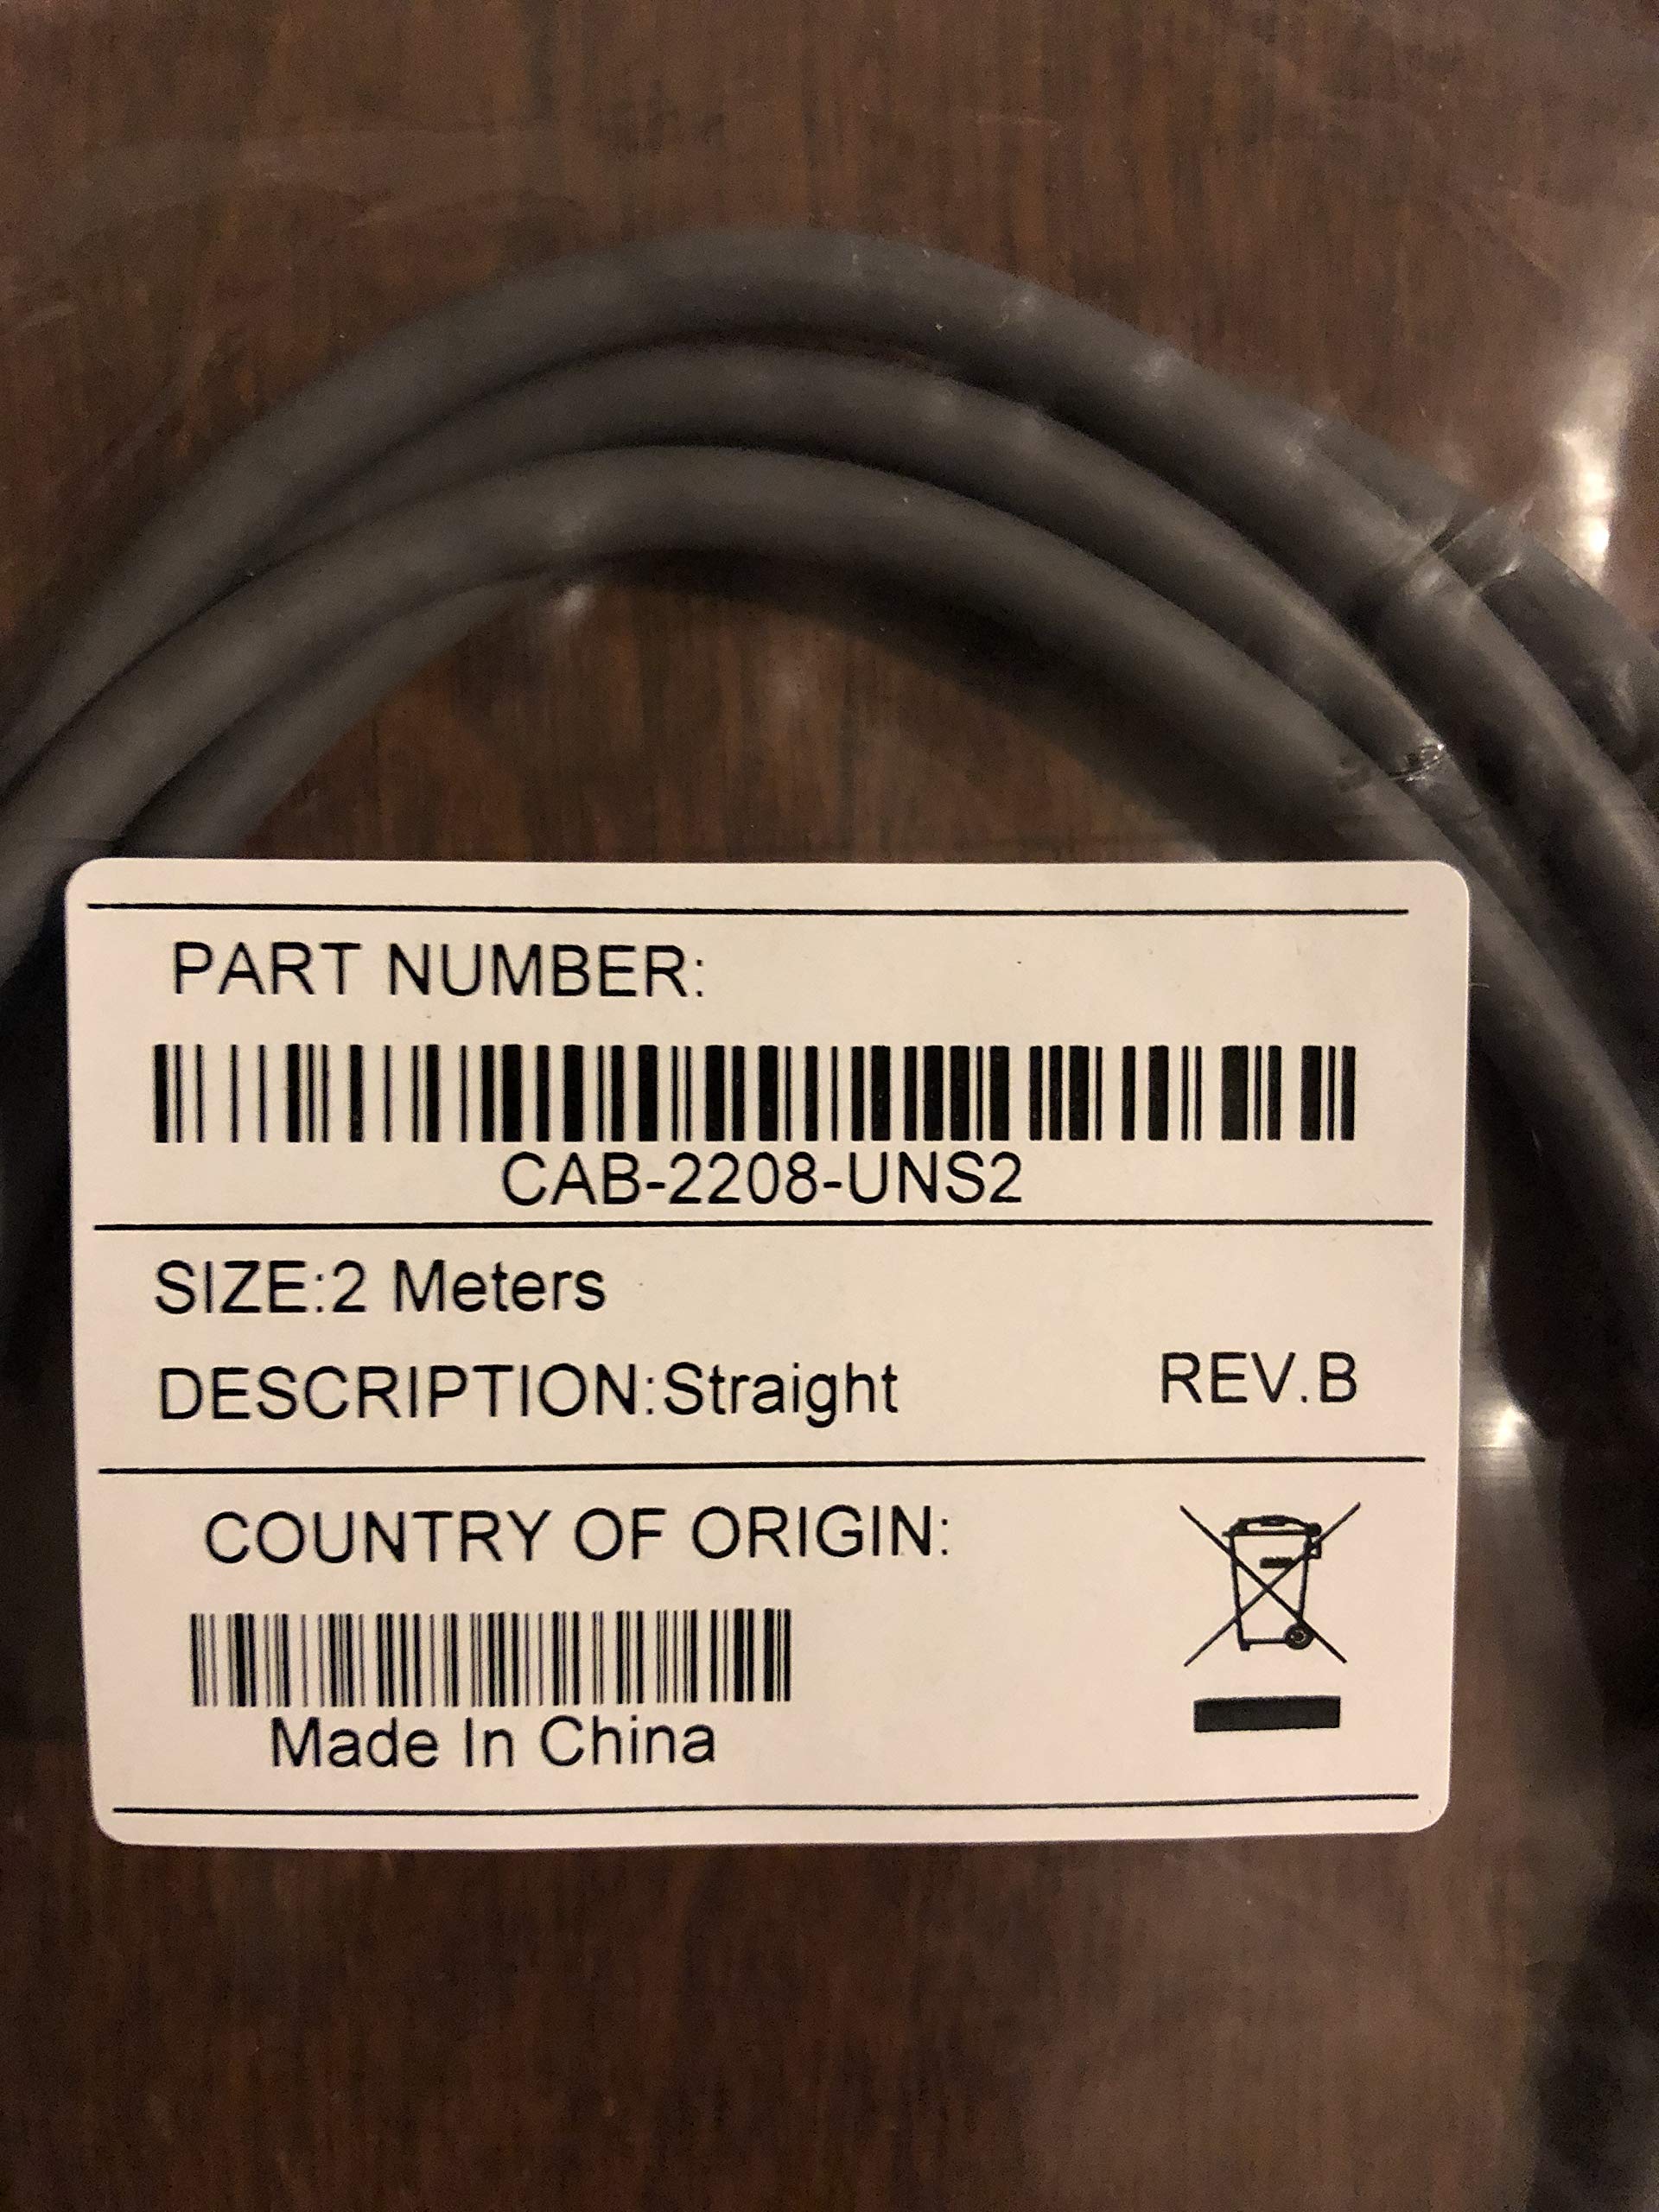 PART NUMBER:
CAB-2208-UNS2
SIZE:2 Meters
DESCRIPTION:Straight REV.B
COUNTRY OF ORIGIN:
Made In China